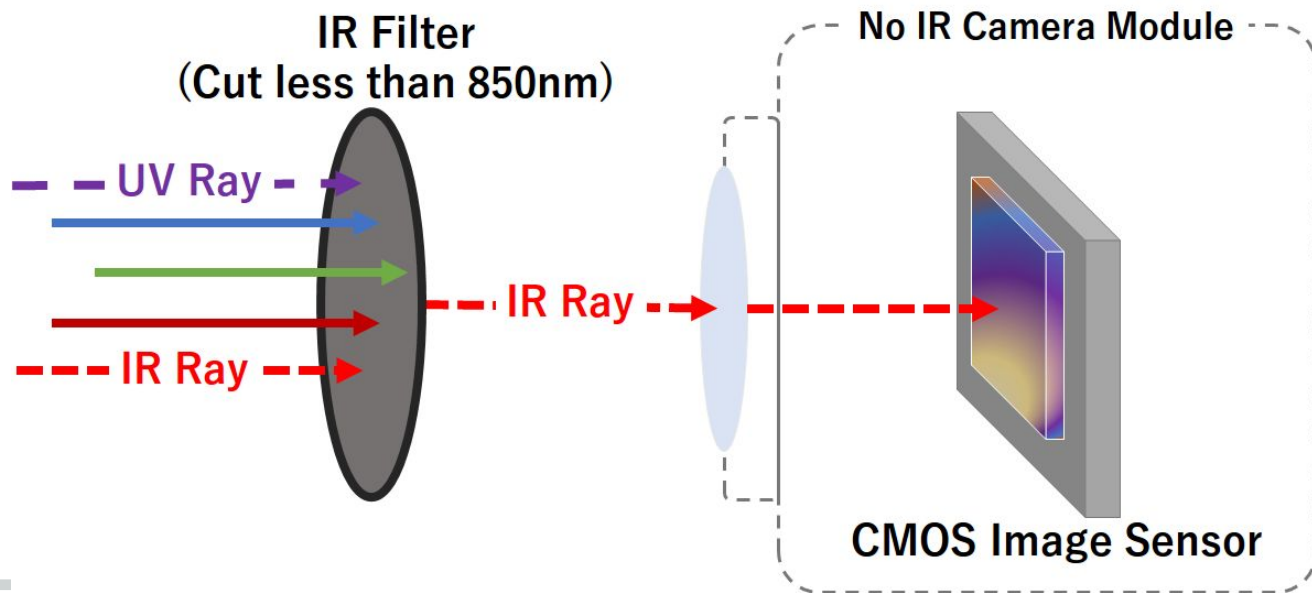 IR Filter
(Cut less than 850nm)
No IR Camera Module
UV Ray
IR Ray
IR Ray
CMOS Image Sensor